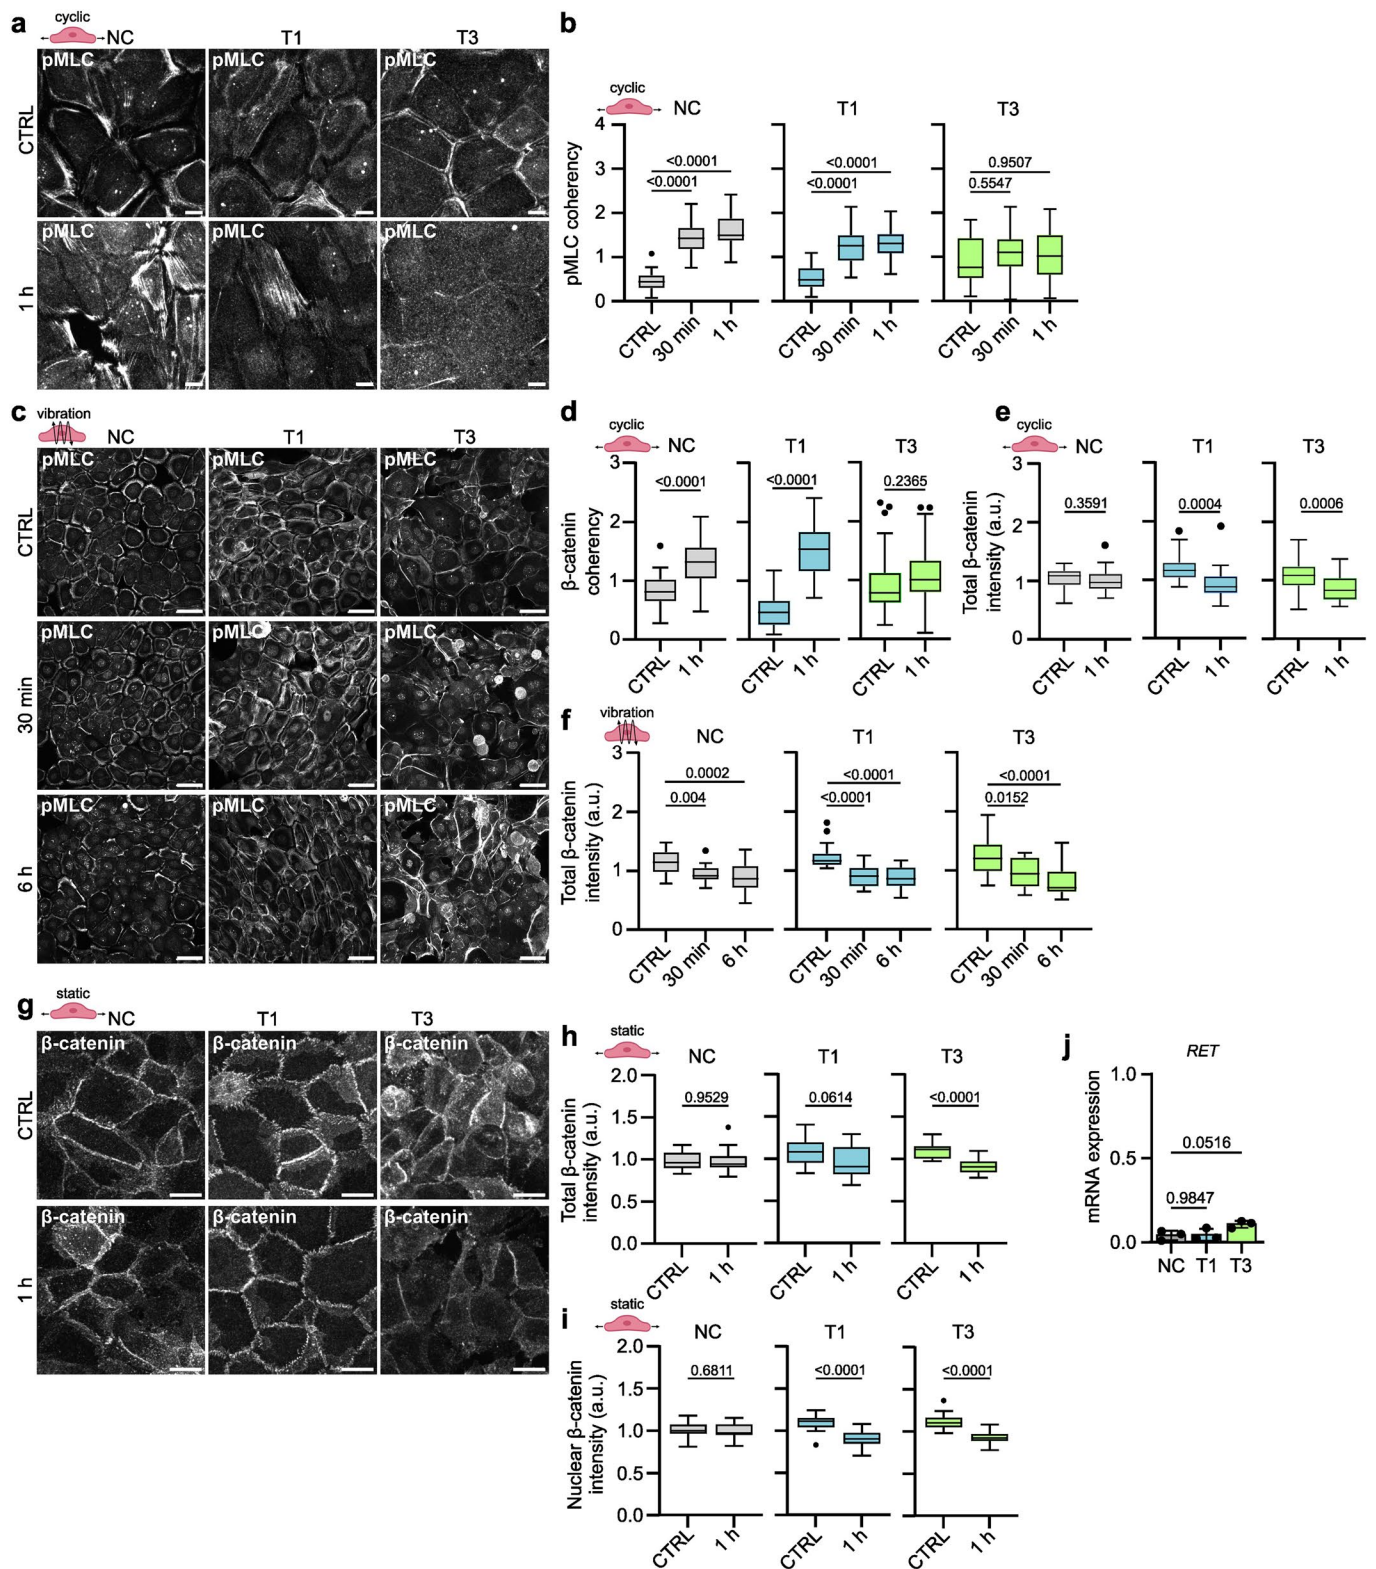 a
cyclic
NC
T1
T3
CTRL
pMLC
pMLC
pMLC
1 h
pMLC
pMLC
pMLC
b
cyclic
NC
T1
T3
pMLC coherency
4
3
2
1
0
<0.0001
<0.0001
<0.0001
<0.0001
0.9507
0.5547
CTRL
30 min
1 h
CTRL
30 min
1 h
CTRL
30 min
1 h
c
vibration
NC
T1
T3
CTRL
pMLC
pMLC
pMLC
30 min
pMLC
pMLC
pMLC
6 h
pMLC
pMLC
pMLC
d
cyclic
NC
T1
T3
β-catenin
coherency
3
2
1
0
<0.0001
<0.0001
0.2365
CTRL
1 h
CTRL
1 h
CTRL
1 h
e
cyclic
NC
T1
T3
Total β-catenin
intensity (a.u.)
3
2
1
0
0.3591
0.0004
0.0006
CTRL
1 h
CTRL
1 h
CTRL
1 h
f
vibration
NC
T1
T3
Total β-catenin
intensity (a.u.)
3
2
1
0
0.0002
0.004
<0.0001
<0.0001
<0.0001
0.0152
CTRL
30 min
6 h
CTRL
30 min
6 h
CTRL
30 min
6 h
g
static
NC
T1
T3
CTRL
β-catenin
β-catenin
β-catenin
1 h
β-catenin
β-catenin
β-catenin
h
static
NC
T1
T3
Total β-catenin
intensity (a.u.)
2.0
1.5
1.0
0.5
0.0
0.9529
0.0614
<0.0001
CTRL
1 h
CTRL
1 h
CTRL
1 h
i
static
NC
T1
T3
Nuclear β-catenin
intensity (a.u.)
2.0
1.5
1.0
0.5
0.0
0.6811
<0.0001
<0.0001
CTRL
1 h
CTRL
1 h
CTRL
1 h
j
RET
mRNA expression
1.0
0.5
0.0
0.0516
0.9847
NC
T1
T3